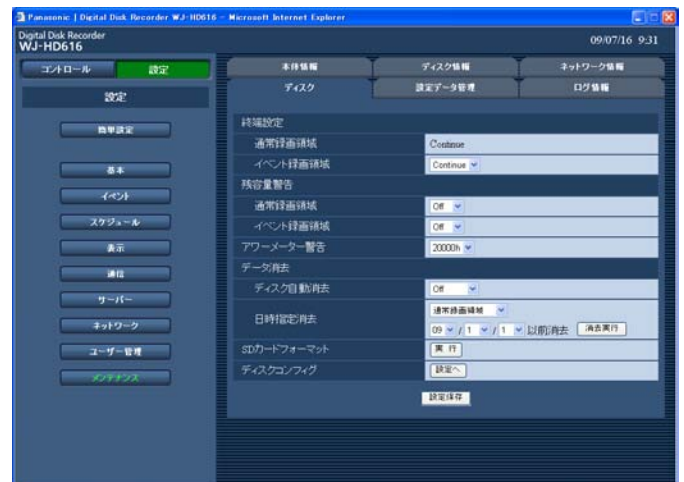 Panasonic | Digital Disk Recorder WJ-HD616 - Microsoft Internet Explorer
Digital Disk Recorder
WJ-HD616
09/07/16 9:31
コントロール 設定
本体情報 ディスク情報 ネットワーク情報
ディスク 設定データ管理 ログ情報
設定
簡単設定
基本
イベント
スケジュール
表示
通信
サーバー
ネットワーク
ユーザー管理
メンテナンス
終端設定
通常録画領域 Continue
イベント録画領域 Continue
残容量警告
通常録画領域 Off
イベント録画領域 Off
アワーメーター警告 20000h
データ消去
ディスク自動消去 Off
日時指定消去 通常録画領域
09 / 1 / 1 以前消去 消去実行
SDカードフォーマット 実 行
ディスクコンフィグ 設定へ
設定保存